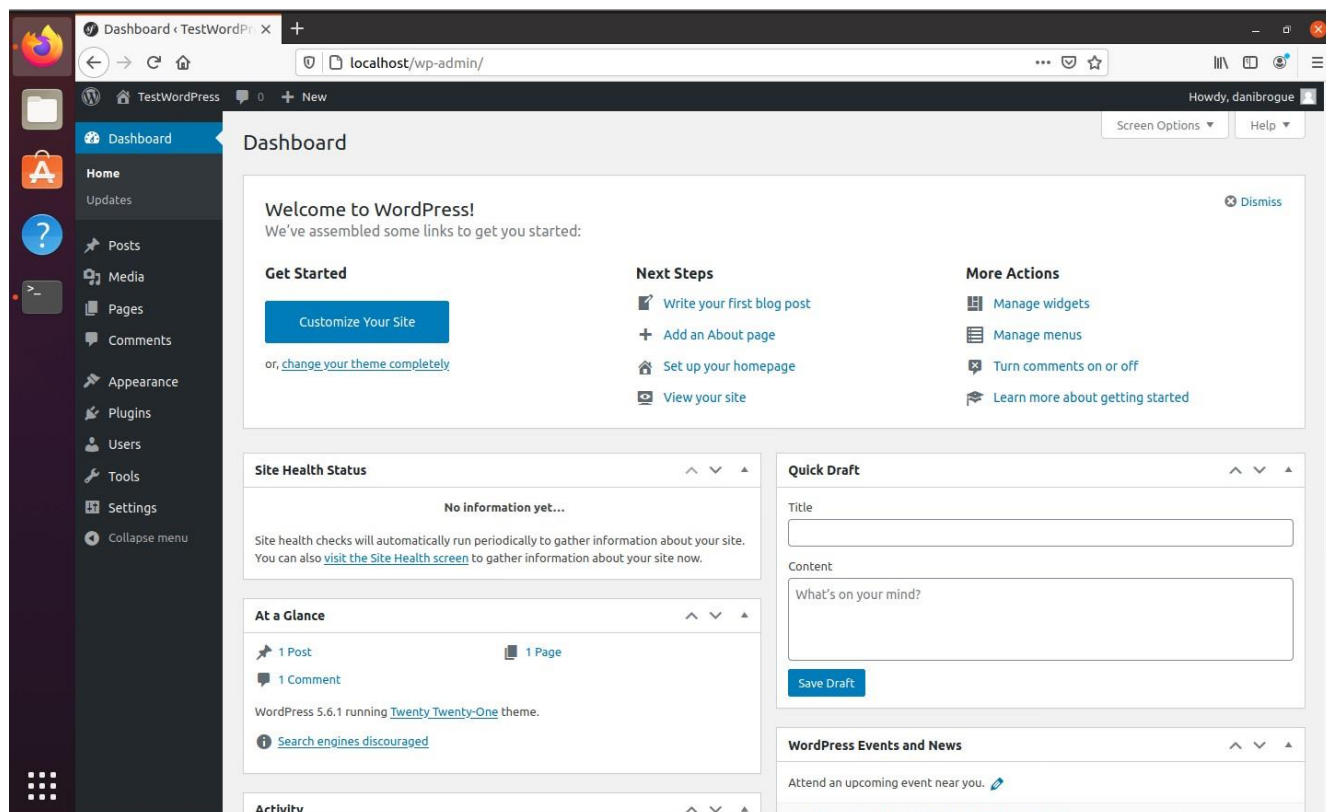 Dashboard ‹ TestWordPr
localhost/wp-admin/
TestWordPress 0 New
Howdy, danibrogue
Dashboard
Home
Updates
Posts
Media
Pages
Comments
Appearance
Plugins
Users
Tools
Settings
Collapse menu
Screen Options
Help
Dashboard
Welcome to WordPress!
We've assembled some links to get you started:
Dismiss
Get Started
Customize Your Site
or, change your theme completely
Next Steps
Write your first blog post
Add an About page
Set up your homepage
View your site
More Actions
Manage widgets
Manage menus
Turn comments on or off
Learn more about getting started
Site Health Status
No information yet...
Site health checks will automatically run periodically to gather information about your site.
You can also visit the Site Health screen to gather information about your site now.
At a Glance
1 Post
1 Page
1 Comment
WordPress 5.6.1 running Twenty Twenty-One theme.
Search engines discouraged
Activity
Quick Draft
Title
Content
What's on your mind?
Save Draft
WordPress Events and News
Attend an upcoming event near you.